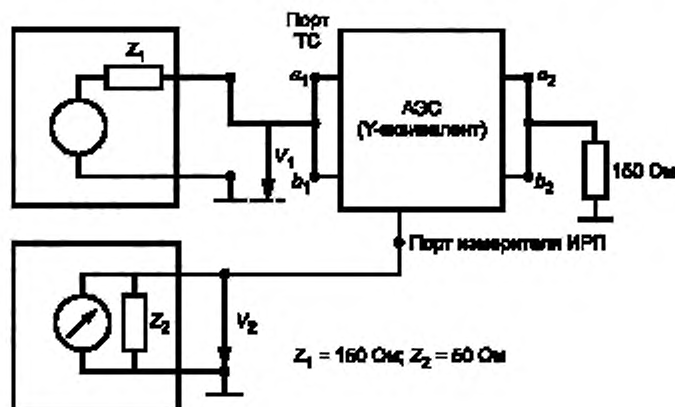 Порт
ТС
Z₁
a₁
a₂
АЭС
(Y-эквивалент)
V₁
150 Ом
b₁
b₂
Порт измерителя ИРП
Z₂
V₂
Z₁ = 150 Ом; Z₂ = 50 Ом